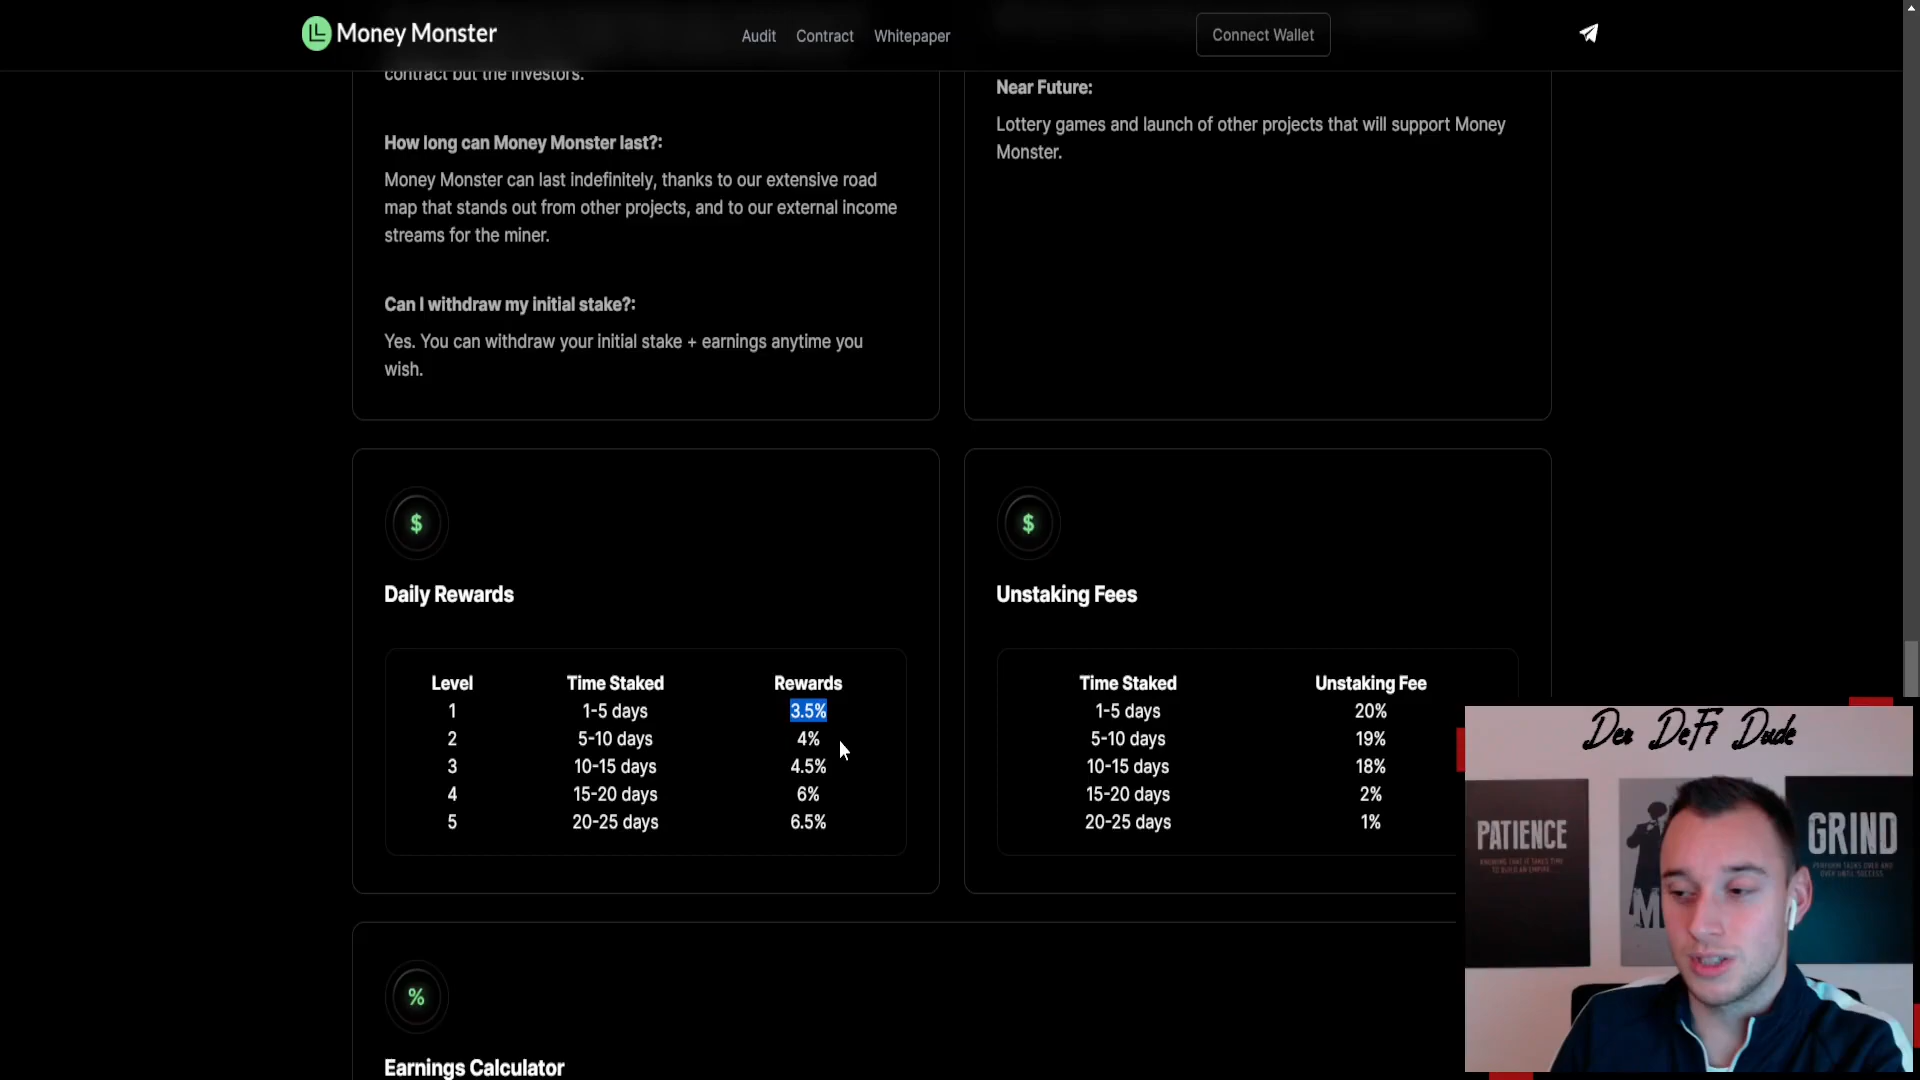 Money Monster
Audit
Contract
Whitepaper
Connect Wallet
contract but the investors.
How long can Money Monster last?:
Money Monster can last indefinitely, thanks to our extensive road
map that stands out from other projects, and to our external income
streams for the miner.
Can I withdraw my initial stake?:
Yes. You can withdraw your initial stake + earnings anytime you
wish.
Near Future:
Lottery games and launch of other projects that will support Money
Monster.
$
Daily Rewards
Level Time Staked Rewards
1 1-5 days 3.5%
2 5-10 days 4%
3 10-15 days 4.5%
4 15-20 days 6%
5 20-25 days 6.5%
$
Unstaking Fees
Time Staked Unstaking Fee
1-5 days 20%
5-10 days 19%
10-15 days 18%
15-20 days 2%
20-25 days 1%
%
Earnings Calculator
Dex DeFi Dude
PATIENCE
GRIND